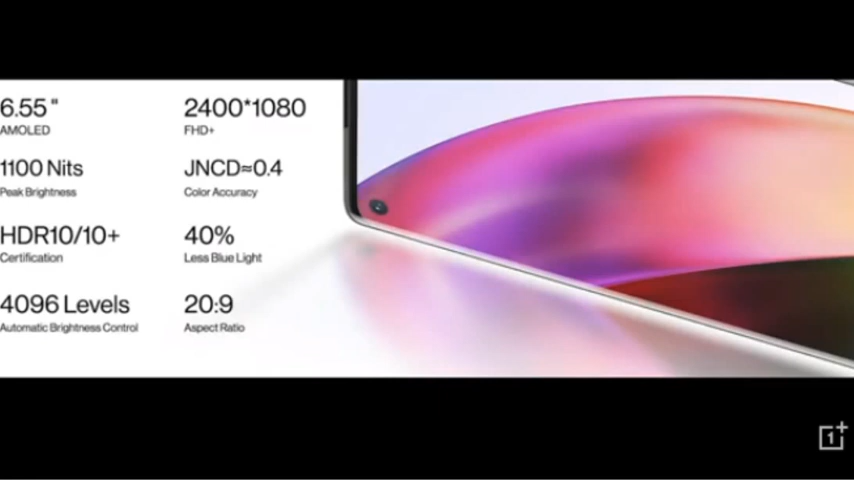 6.55 "
AMOLED
2400*1080
FHD+
1100 Nits
Peak Brightness
JNCD≈0.4
Color Accuracy
HDR10/10+
Certification
40%
Less Blue Light
4096 Levels
Automatic Brightness Control
20:9
Aspect Ratio
1+